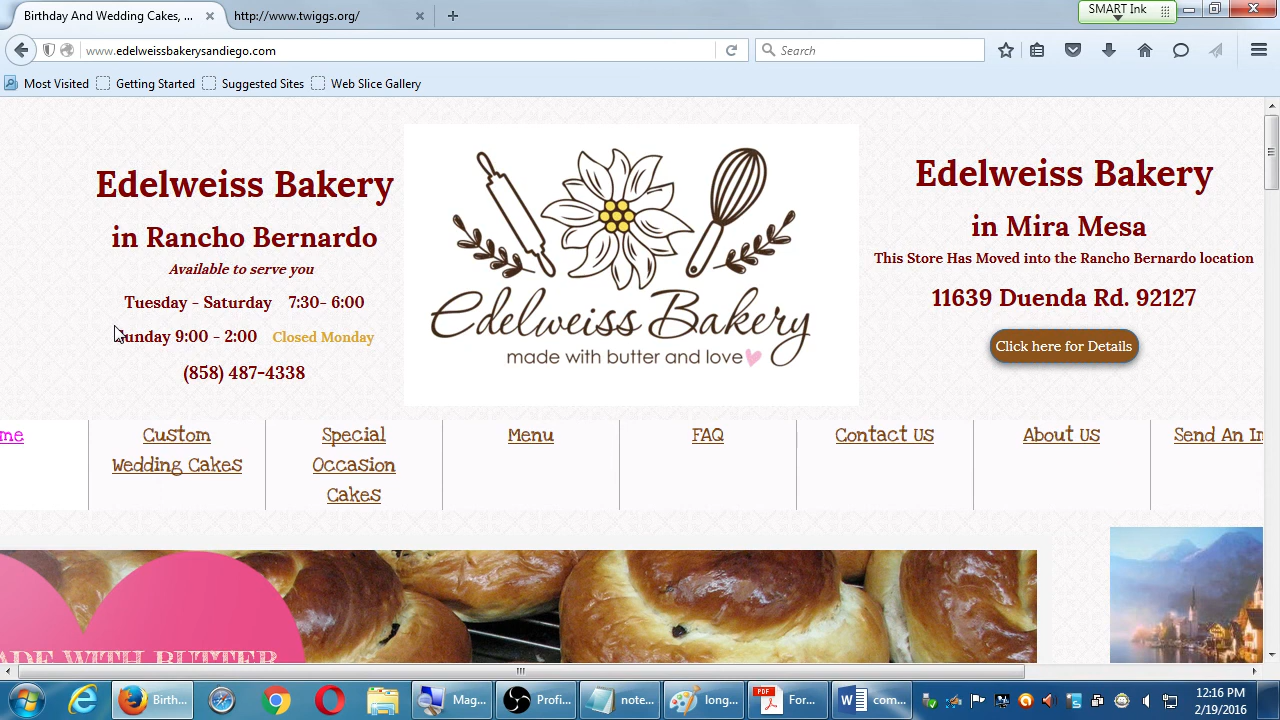 Birthday And Wedding Cakes, ...
http://www.twiggs.org/
SMART Ink
www.edelweissbakerysandiego.com
Search
Most Visited
Getting Started
Suggested Sites
Web Slice Gallery
Edelweiss Bakery
in Rancho Bernardo
Available to serve you
Tuesday - Saturday 7:30- 6:00
Sunday 9:00 - 2:00 Closed Monday
(858) 487-4338
Edelweiss Bakery
made with butter and love
Edelweiss Bakery
in Mira Mesa
This Store Has Moved into the Rancho Bernardo location
11639 Duenda Rd. 92127
Click here for Details
me
Custom
Wedding Cakes
Special
Occasion
Cakes
Menu
FAQ
Contact Us
About Us
Send An In
ADE WITH BUTTER
Birth...
Mag...
Profi...
note...
long...
PDF
For...
com...
12:16 PM
2/19/2016